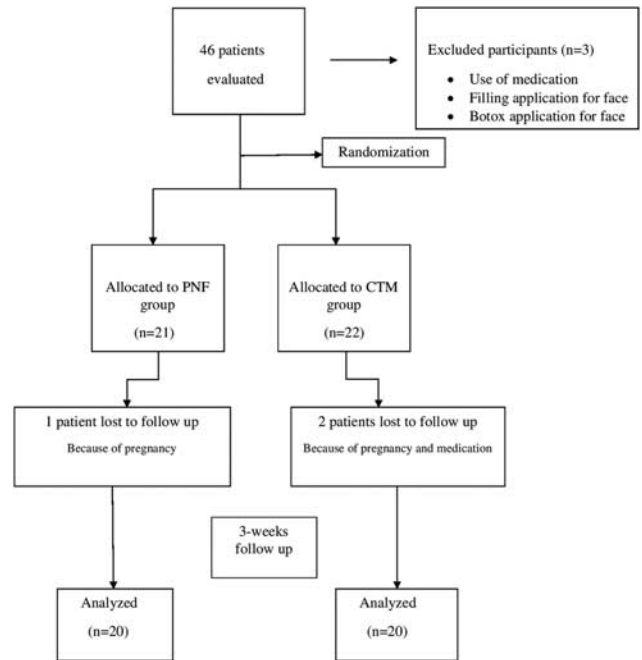 46 patients
evaluated
Excluded participants (n=3)
• Use of medication
• Filling application for face
• Botox application for face
Randomization
Allocated to PNF
group
(n=21)
Allocated to CTM
group
(n=22)
1 patient lost to follow up
Because of pregnancy
2 patients lost to follow up
Because of pregnancy and medication
3-weeks
follow up
Analyzed
(n=20)
Analyzed
(n=20)